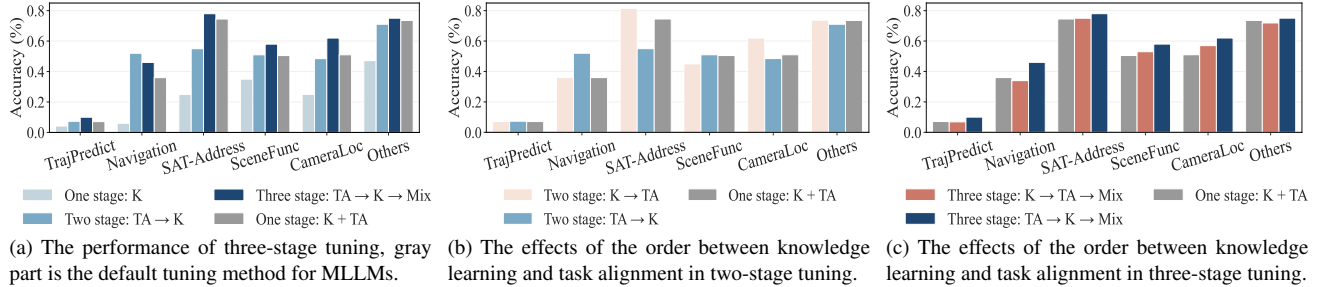 Accuracy (%)
0.8
0.6
0.4
0.2
0.0
TrajPredict
Navigation
SAT-Address
SceneFunc
CameraLoc
Others
One stage: K
Three stage: TA → K → Mix
Two stage: TA → K
One stage: K + TA
(a) The performance of three-stage tuning, gray
part is the default tuning method for MLLMs.
Accuracy (%)
0.8
0.6
0.4
0.2
0.0
TrajPredict
Navigation
SAT-Address
SceneFunc
CameraLoc
Others
Two stage: K → TA
One stage: K + TA
Two stage: TA → K
(b) The effects of the order between knowledge
learning and task alignment in two-stage tuning.
Accuracy (%)
0.8
0.6
0.4
0.2
0.0
TrajPredict
Navigation
SAT-Address
SceneFunc
CameraLoc
Others
Three stage: K → TA → Mix
One stage: K + TA
Three stage: TA → K → Mix
(c) The effects of the order between knowledge
learning and task alignment in three-stage tuning.